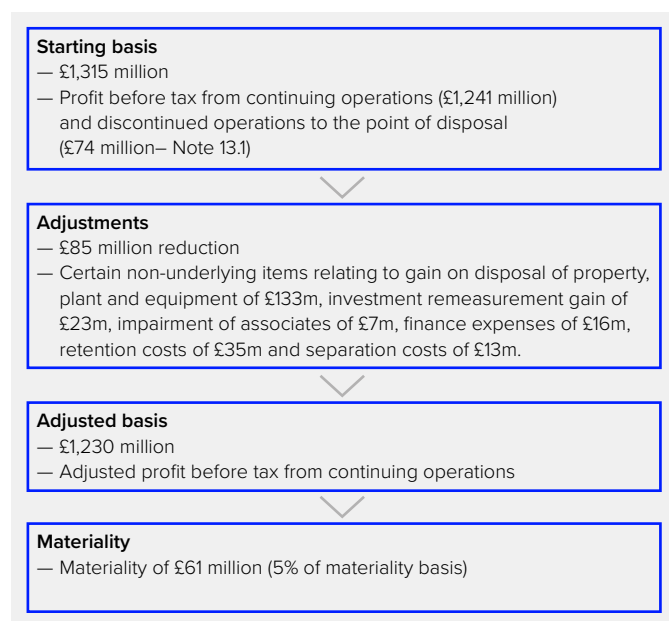 Starting basis
— £1,315 million
— Profit before tax from continuing operations (£1,241 million)
and discontinued operations to the point of disposal
(£74 million– Note 13.1)
Adjustments
— £85 million reduction
— Certain non-underlying items relating to gain on disposal of property,
plant and equipment of £133m, investment remeasurement gain of
£23m, impairment of associates of £7m, finance expenses of £16m,
retention costs of £35m and separation costs of £13m.
Adjusted basis
— £1,230 million
— Adjusted profit before tax from continuing operations
Materiality
— Materiality of £61 million (5% of materiality basis)